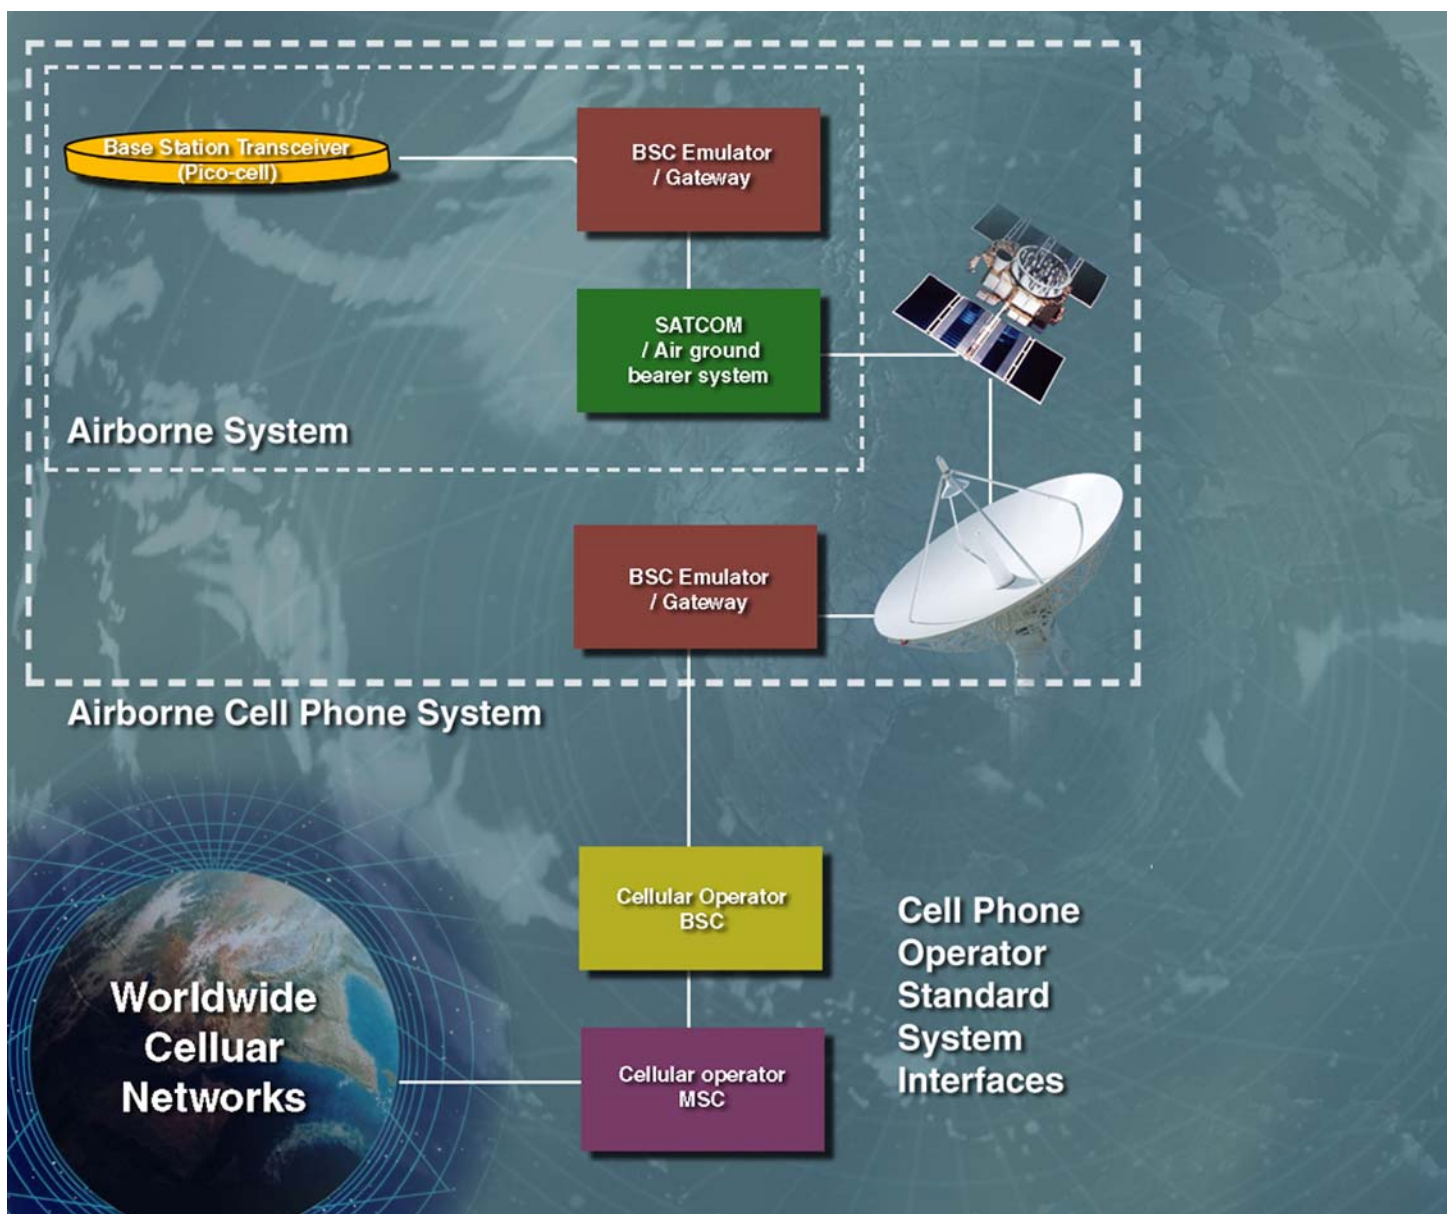 Base Station Transceiver
(Pico-cell)
BSC Emulator
/ Gateway
SATCOM
/ Air ground
bearer system
Airborne System
BSC Emulator
/ Gateway
Airborne Cell Phone System
Cellular Operator
BSC
Cell Phone
Operator
Standard
System
Interfaces
Worldwide
Celluar
Networks
Cellular operator
MSC